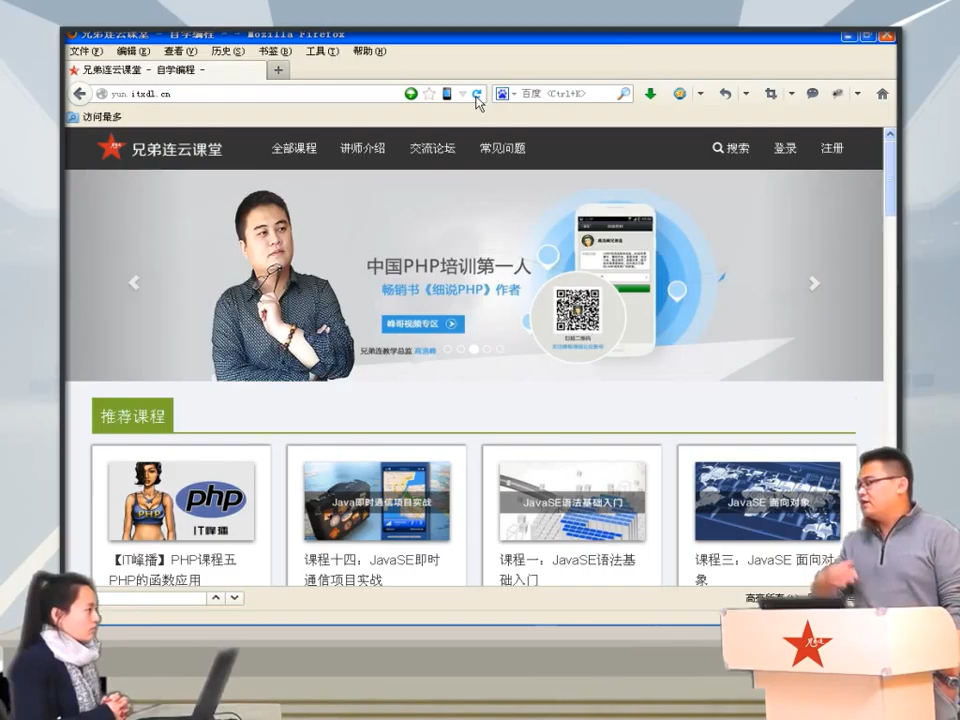 兄弟连云课堂 - 自学编程 - - Mozilla Firefox
文件(F) 编辑(E) 查看(V) 历史(S) 书签(B) 工具(T) 帮助(H)
兄弟连云课堂 - 自学编程 -
yun.itxdl.cn
百度 <Ctrl+K>
访问最多
兄弟连云课堂 全部课程 讲师介绍 交流论坛 常见问题 搜索 登录 注册
中国PHP培训第一人
畅销书《细说PHP》作者
峰哥视频专区
兄弟连教学总监 高洛峰
扫描二维码
推荐课程
PHP
php
IT峰播
Java即时通信项目实战
JavaSE语法基础入门
JavaSE 面向对象
【IT峰播】PHP课程五
PHP的函数应用
课程十四：JavaSE即时
通信项目实战
课程一：JavaSE语法基
础入门
课程三：JavaSE 面向对
象